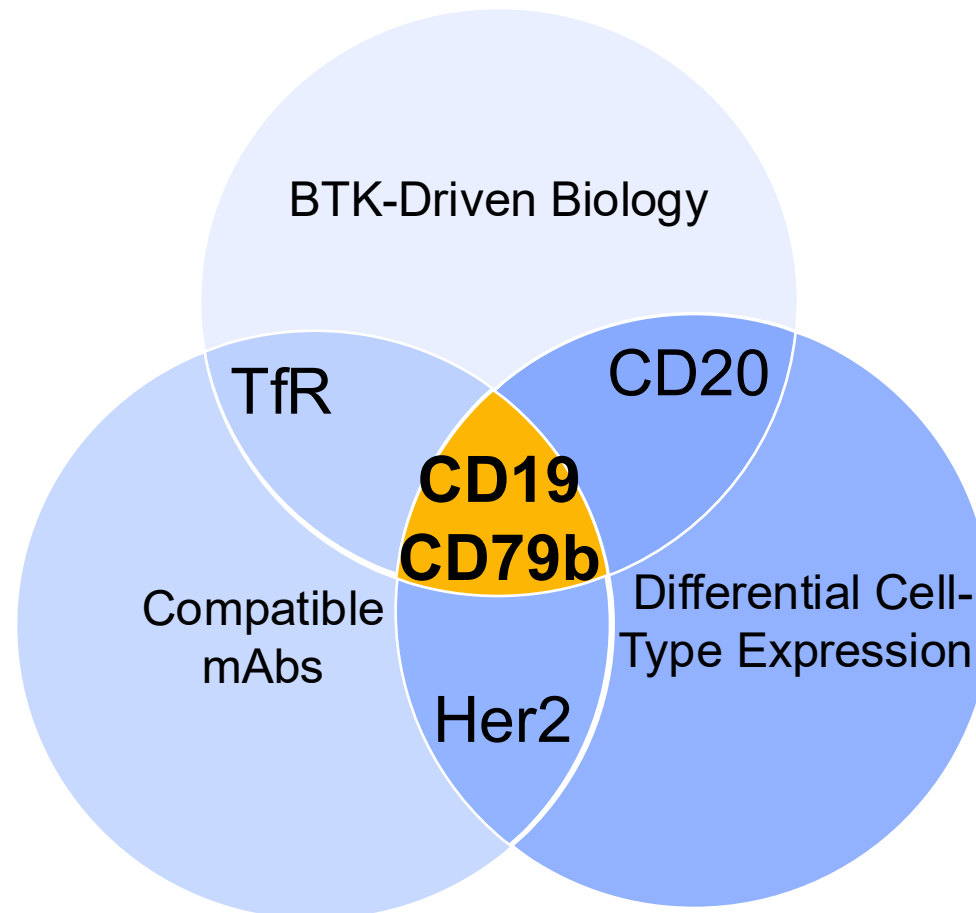 BTK-Driven Biology
TfR
CD20
CD19
CD79b
Compatible
mAbs
Differential Cell-
Type Expression
Her2